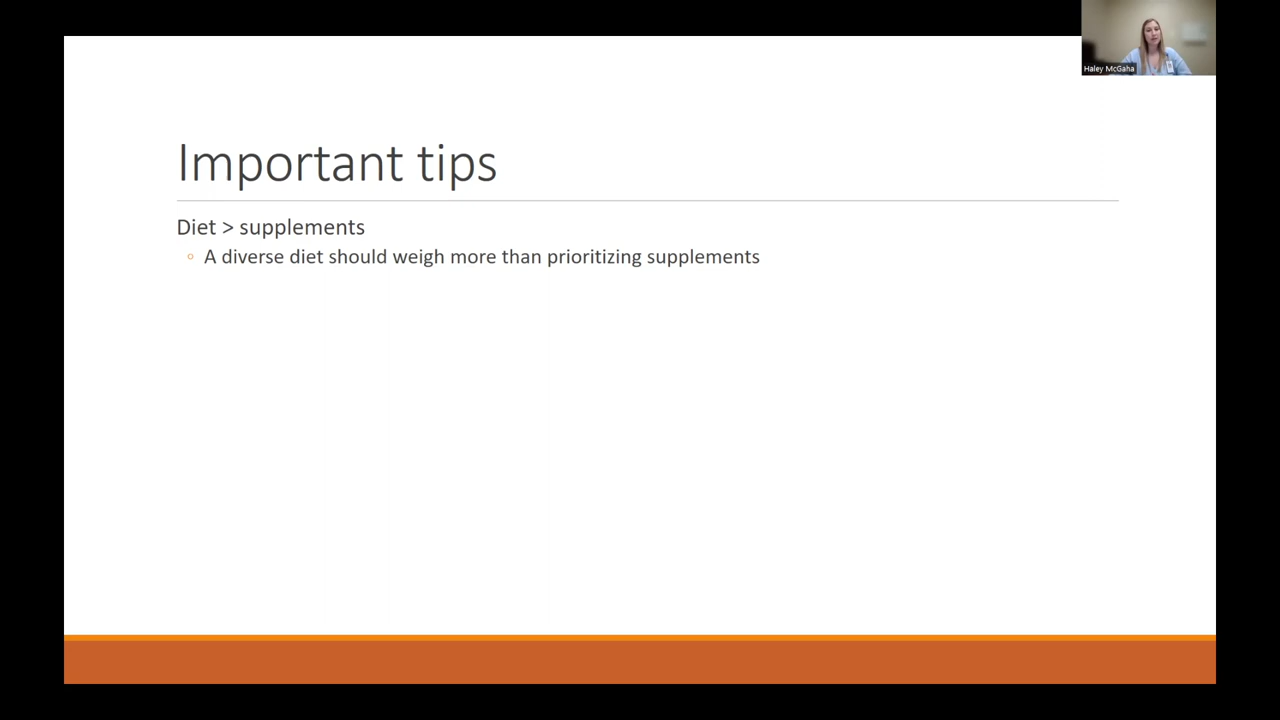 Haley McGaha
Important tips
Diet > supplements
◦ A diverse diet should weigh more than prioritizing supplements